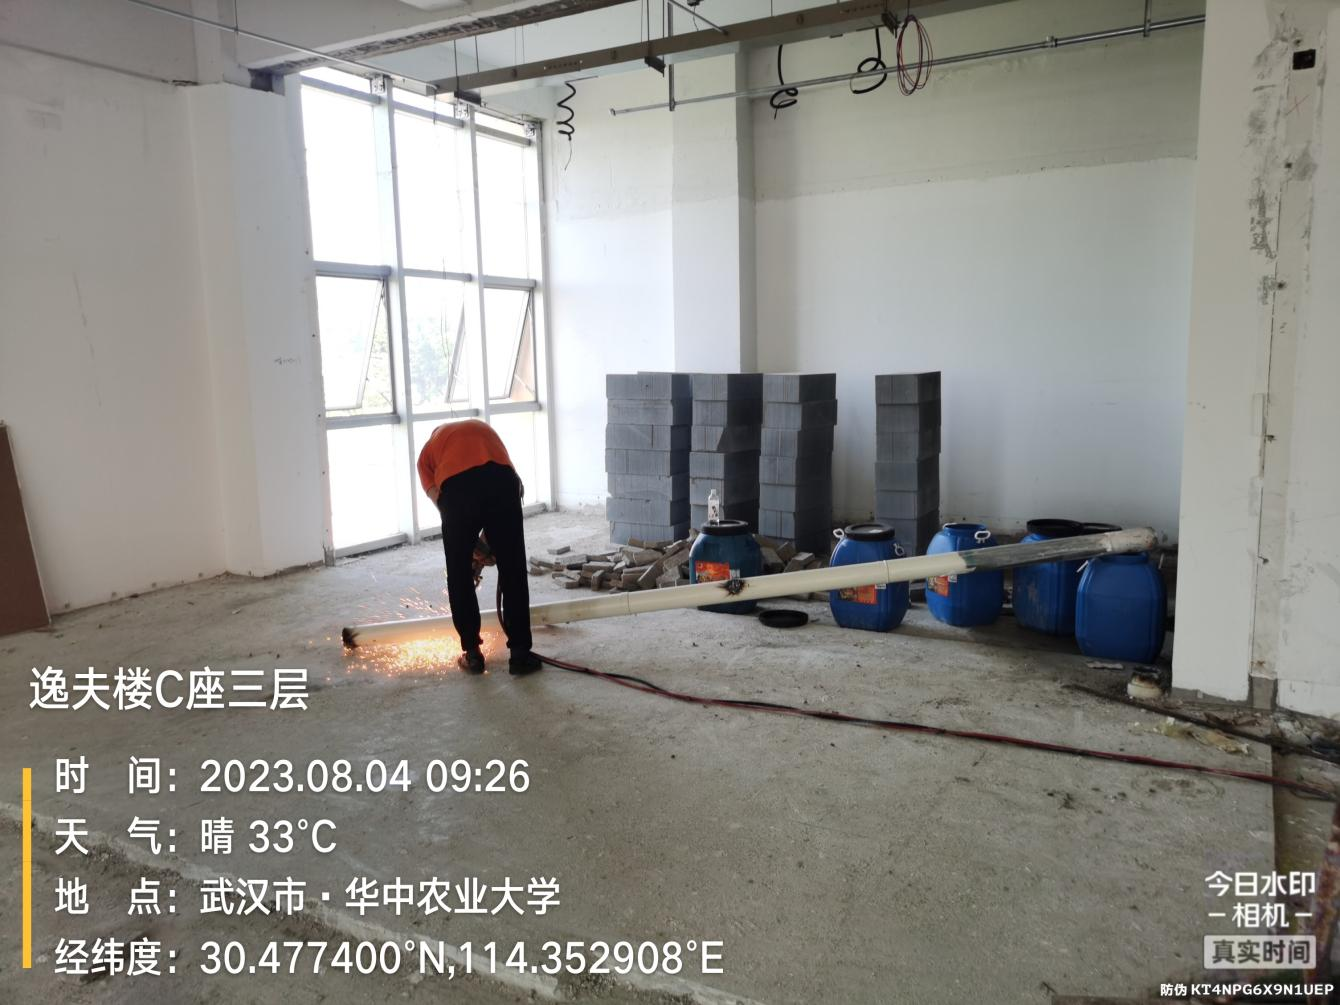 逸夫楼C座三层
时 间：2023.08.04 09:26
天 气：晴 33°C
地 点：武汉市·华中农业大学
经纬度：30.477400°N,114.352908°E
今日水印
-相机-
真实时间
防伪 KT4NPG6X9N1UEP